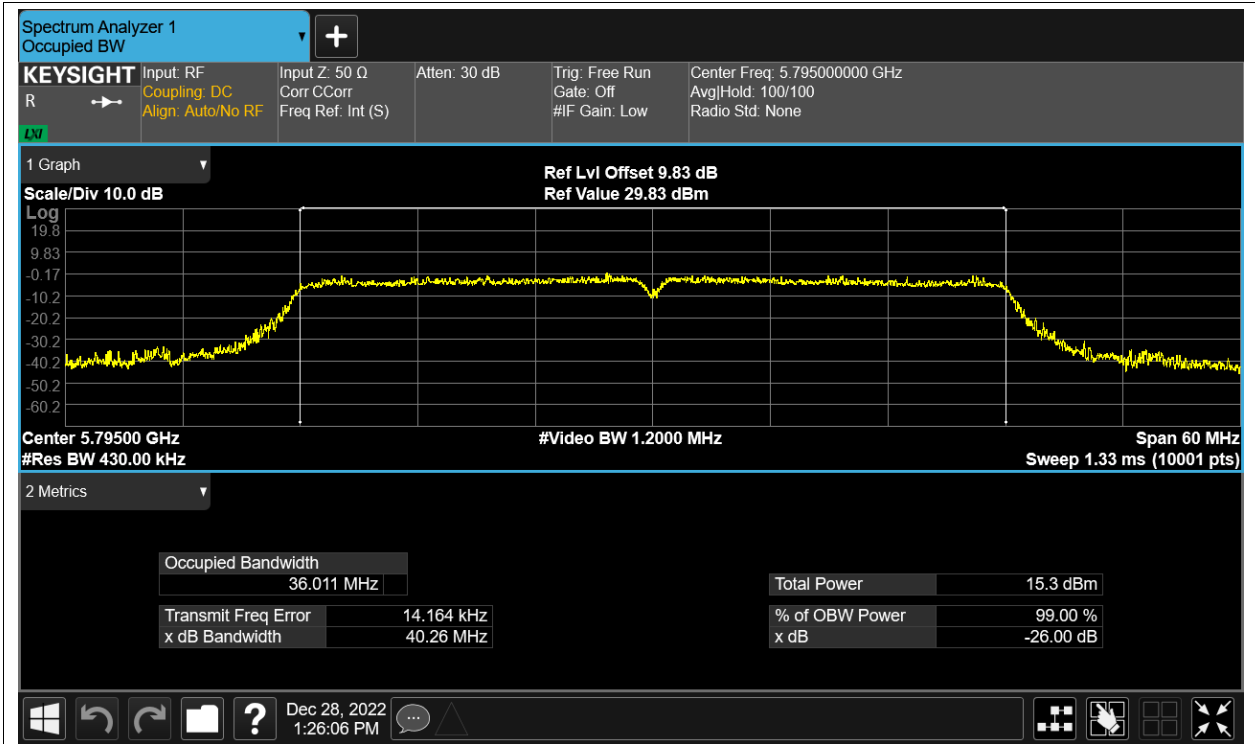 Spectrum Analyzer 1
Occupied BW
KEYSIGHT
R
LXI
Input: RF
Coupling: DC
Align: Auto/No RF
Input Z: 50 Ω
Corr CCorr
Freq Ref: Int (S)
Atten: 30 dB
Trig: Free Run
Gate: Off
#IF Gain: Low
Center Freq: 5.795000000 GHz
Avg|Hold: 100/100
Radio Std: None
1 Graph
Scale/Div 10.0 dB
Ref Lvl Offset 9.83 dB
Ref Value 29.83 dBm
Log
19.8
9.83
-0.17
-10.2
-20.2
-30.2
-40.2
-50.2
-60.2
Center 5.79500 GHz
#Video BW 1.2000 MHz
Span 60 MHz
#Res BW 430.00 kHz
Sweep 1.33 ms (10001 pts)
2 Metrics
Occupied Bandwidth
36.011 MHz
Total Power 15.3 dBm
Transmit Freq Error 14.164 kHz
% of OBW Power 99.00 %
x dB Bandwidth 40.26 MHz
x dB -26.00 dB
?
Dec 28, 2022
1:26:06 PM